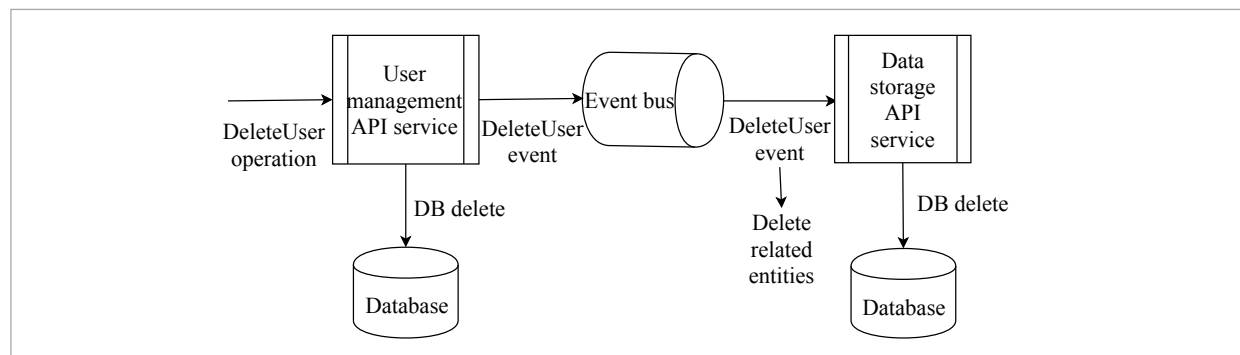 User
management
API service
DeleteUser
operation
DeleteUser
event
Event bus
DeleteUser
event
Data
storage
API
service
DB delete
Delete
related
entities
DB delete
Database
Database